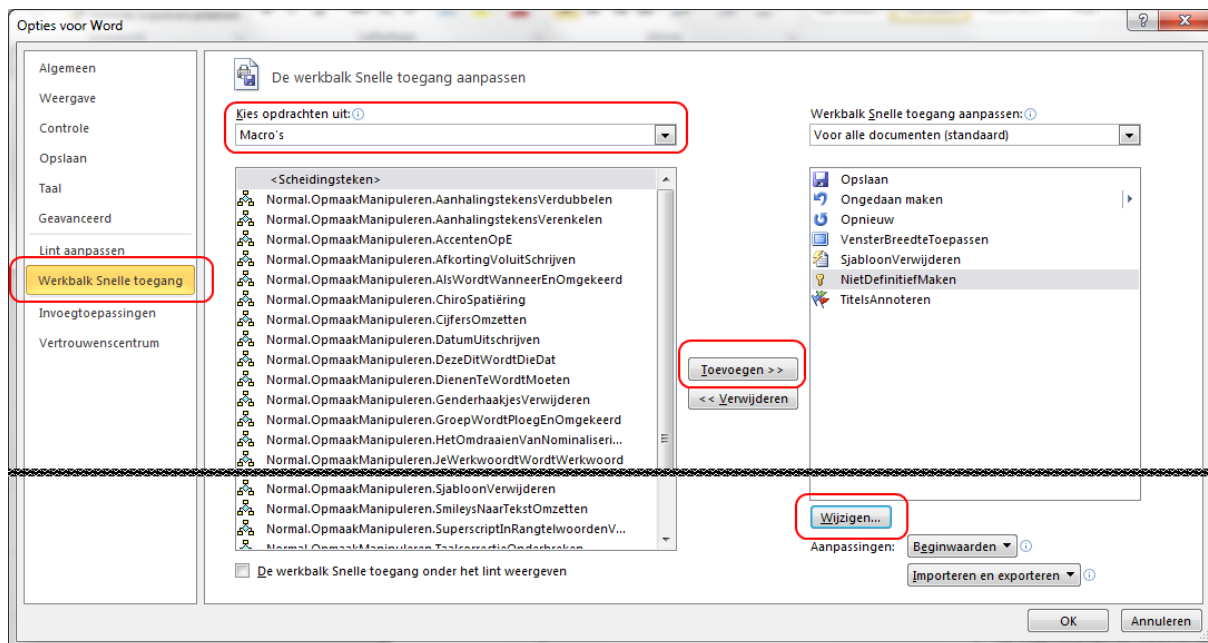 Opties voor Word
Algemeen
Weergave
Controle
Opslaan
Taal
Geavanceerd
Lint aanpassen
Werkbalk Snelle toegang
Invoegtoepassingen
Vertrouwenscentrum
De werkbalk Snelle toegang aanpassen
Kies opdrachten uit:
Macro's
<Scheidingsteken>
Normal.OpmaakManipuleren.AanhalingstekensVerdubbelen
Normal.OpmaakManipuleren.AanhalingstekensVerenkelen
Normal.OpmaakManipuleren.AccentenOpE
Normal.OpmaakManipuleren.AfkortingVoluitSchrijven
Normal.OpmaakManipuleren.AlsWordtWanneerEnOmgekeerd
Normal.OpmaakManipuleren.ChiroSpatiëring
Normal.OpmaakManipuleren.CijfersOmzetten
Normal.OpmaakManipuleren.DatumUitschrijven
Normal.OpmaakManipuleren.DezeDitWordtDieDat
Normal.OpmaakManipuleren.DienenTeWordtMoeten
Normal.OpmaakManipuleren.GenderhaakjesVerwijderen
Normal.OpmaakManipuleren.GroepWordtPloegEnOmgekeerd
Normal.OpmaakManipuleren.HetOmdraaienVanNominaliseri...
Normal.OpmaakManipuleren.JeWerkwoordtWordtWerkwoord
Normal.OpmaakManipuleren.SjabloonVerwijderen
Normal.OpmaakManipuleren.SmileysNaarTekstOmzetten
Normal.OpmaakManipuleren.SuperscriptInRangtelwoordenV...
Normal.OpmaakManipuleren.TaalcorrectieOnderbreken
De werkbalk Snelle toegang onder het lint weergeven
Toevoegen >>
<< Verwijderen
Werkbalk Snelle toegang aanpassen:
Voor alle documenten (standaard)
Opslaan
Ongedaan maken
Opnieuw
VensterBreedteToepassen
SjabloonVerwijderen
NietDefinitiefMaken
TitelsAnnoteren
Wijzigen...
Aanpassingen:
Beginwaarden
Importeren en exporteren
OK
Annuleren